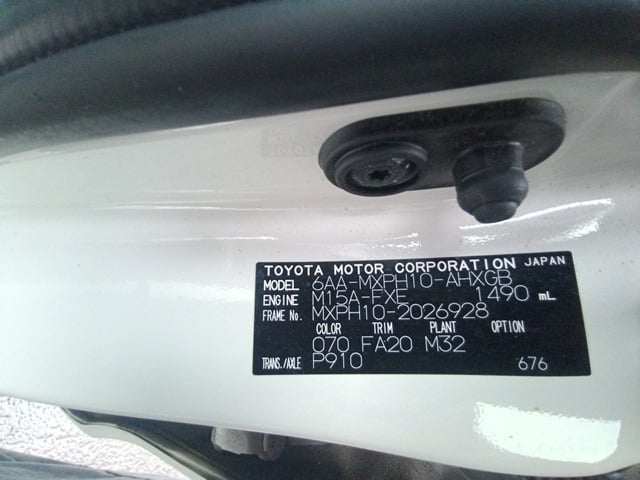 TOYOTA MOTOR CORPORATION JAPAN
MODEL 6AA-MXPH10-AHXGB
ENGINE M15A-FXE 1490 mL
FRAME No. MXPH10-2026928
COLOR TRIM PLANT OPTION
070 FA20 M32
TRANS./AXLE P910 676